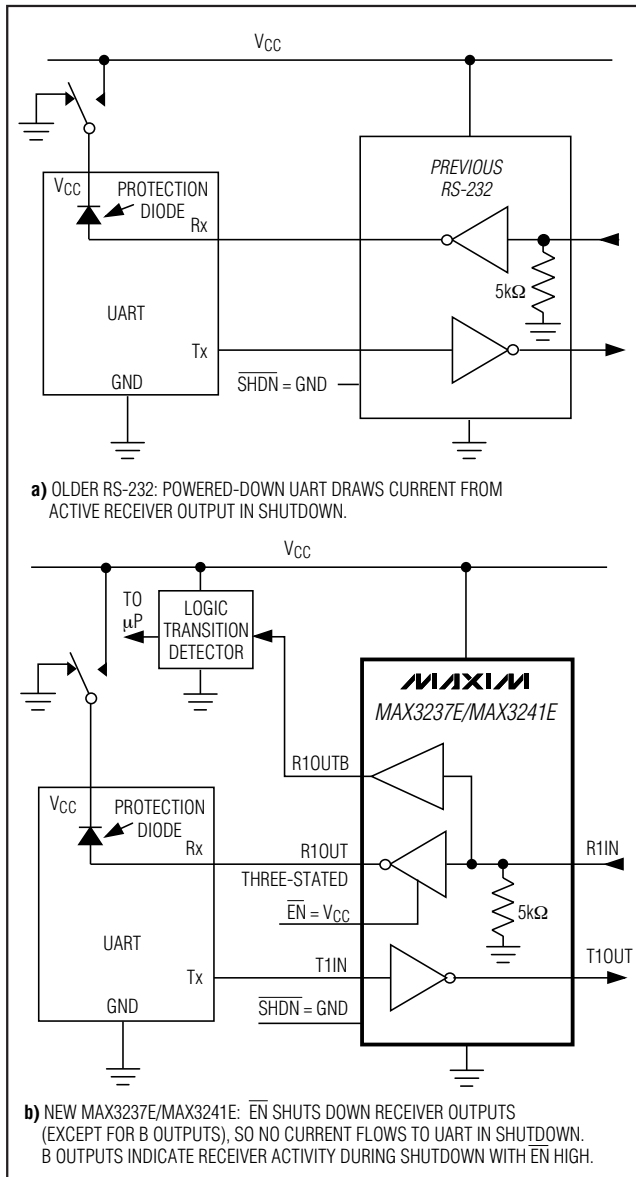 VCC
PREVIOUS
RS-232
VCC
PROTECTION
DIODE
Rx
5kΩ
UART
Tx
GND
SHDN = GND
a) OLDER RS-232: POWERED-DOWN UART DRAWS CURRENT FROM
ACTIVE RECEIVER OUTPUT IN SHUTDOWN.
VCC
TO
μP
LOGIC
TRANSITION
DETECTOR
MAXIM
MAX3237E/MAX3241E
R1OUTB
VCC
PROTECTION
DIODE
Rx
R1OUT
R1IN
THREE-STATED
EN = VCC
5kΩ
UART
Tx
T1IN
T1OUT
GND
SHDN = GND
b) NEW MAX3237E/MAX3241E: EN SHUTS DOWN RECEIVER OUTPUTS
(EXCEPT FOR B OUTPUTS), SO NO CURRENT FLOWS TO UART IN SHUTDOWN.
B OUTPUTS INDICATE RECEIVER ACTIVITY DURING SHUTDOWN WITH EN HIGH.